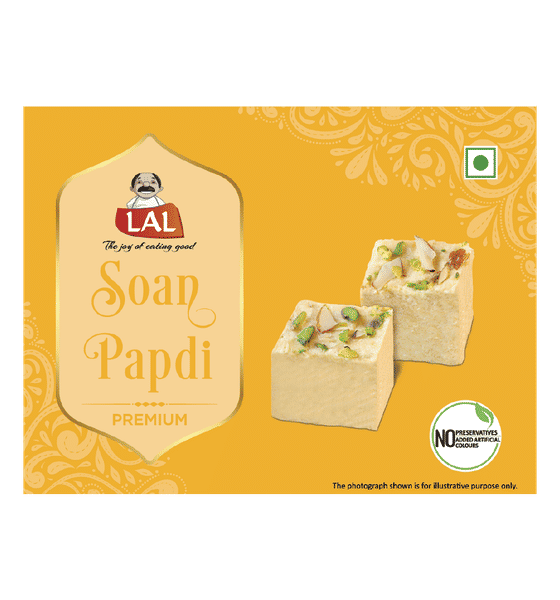 LAL
The joy of eating good
Soan
Papdi
PREMIUM
NO PRESERVATIVES
ADDED ARTIFICIAL
COLOURS
The photograph shown is for illustrative purpose only.